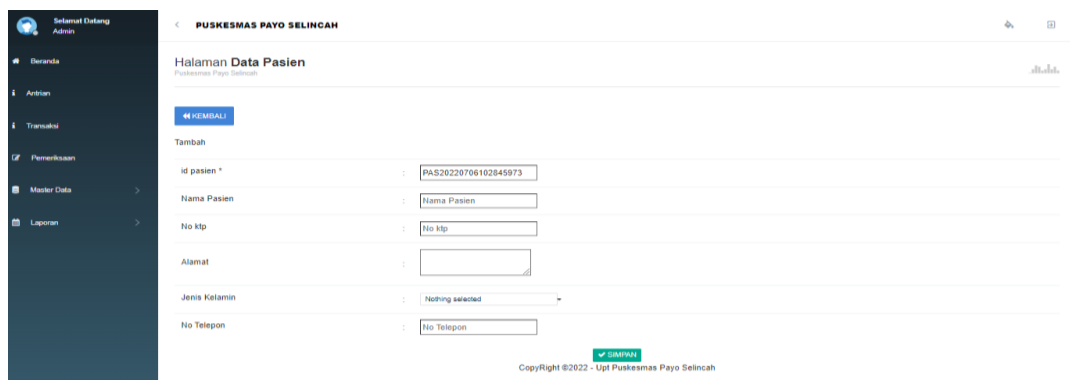 Selamat Datang
Admin
Beranda
Antrian
Transaksi
Pemeriksaan
Master Data
Laporan
PUSKESMAS PAYO SELINCAH
Halaman Data Pasien
Puskesmas Payo Selincah
KEMBALI
Tambah
id pasien * : PAS20220706102845973
Nama Pasien : Nama Pasien
No ktp : No ktp
Alamat :
Jenis Kelamin : Nothing selected
No Telepon : No Telepon
SIMPAN
CopyRight ©2022 - Upt Puskesmas Payo Selincah